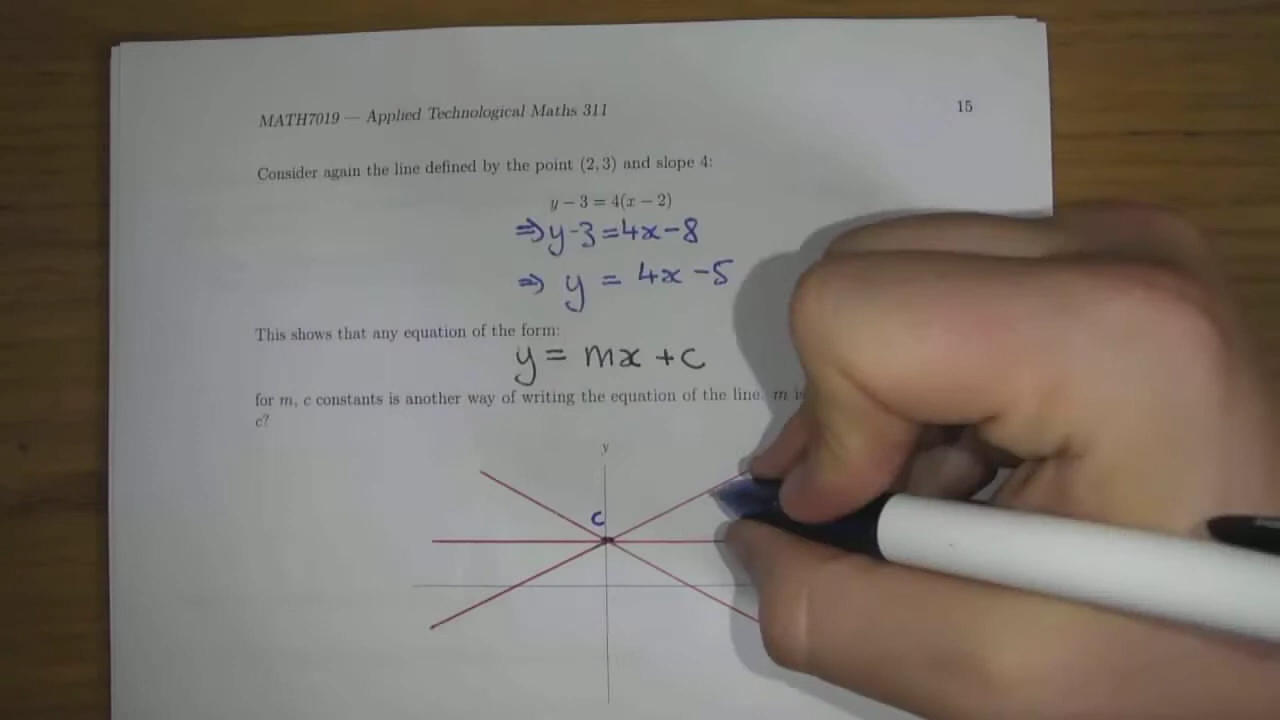 MATH7019 — Applied Technological Maths 311
15
Consider again the line defined by the point (2, 3) and slope 4:
y − 3 = 4(x − 2)
⇒ y-3 = 4x-8
⇒ y = 4x-5
This shows that any equation of the form:
y = mx + c
for m, c constants is another way of writing the equation of the line. m
c?
y
c